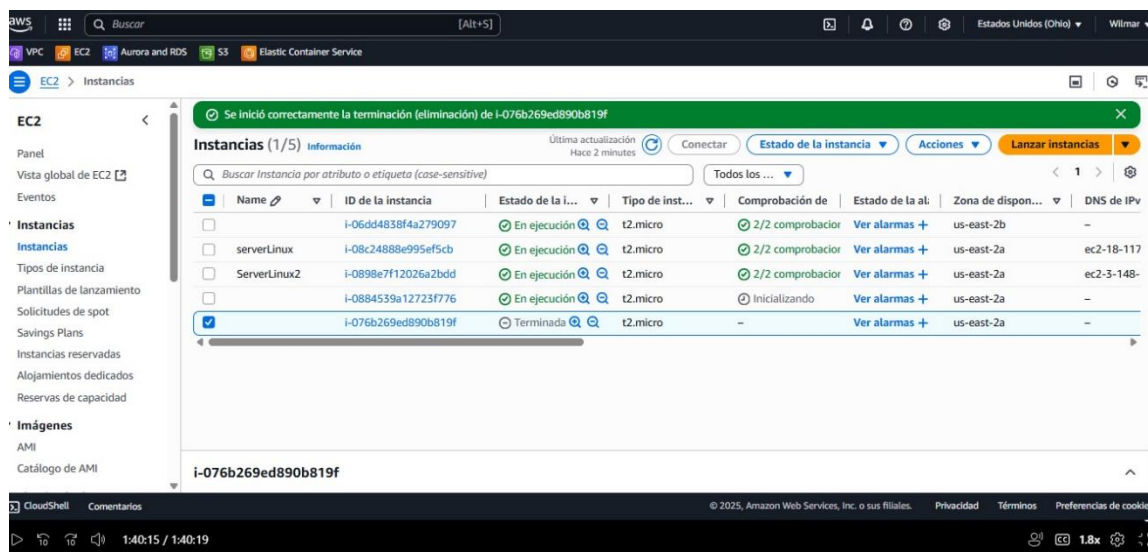 aws Buscar [Alt+S] Estados Unidos (Ohio) Wilmar
VPC EC2 Aurora and RDS S3 Elastic Container Service
EC2 > Instancias
EC2
Panel
Vista global de EC2
Eventos
Instancias
Instancias
Tipos de instancia
Plantillas de lanzamiento
Solicitudes de spot
Savings Plans
Instancias reservadas
Alojamientos dedicados
Reservas de capacidad
Imágenes
AMI
Catálogo de AMI
Se inició correctamente la terminación (eliminación) de i-076b269ed890b819f
Instancias (1/5) Información Última actualización Hace 2 minutes Conectar Estado de la instancia Acciones Lanzar instancias
Buscar Instancia por atributo o etiqueta (case-sensitive) Todos los ... 1
Name ID de la instancia Estado de la i... Tipo de inst... Comprobación de Estado de la al Zona de dispon... DNS de IPv
i-06dd4838f4a279097 En ejecución t2.micro 2/2 comprobacior Ver alarmas + us-east-2b –
serverLinux i-08c24888e995ef5cb En ejecución t2.micro 2/2 comprobacior Ver alarmas + us-east-2a ec2-18-117
ServerLinux2 i-0898e7f12026a2bdd En ejecución t2.micro 2/2 comprobacior Ver alarmas + us-east-2a ec2-3-148-
i-0884539a12723f776 En ejecución t2.micro Inicializando Ver alarmas + us-east-2a –
i-076b269ed890b819f Terminada t2.micro – Ver alarmas + us-east-2a –
i-076b269ed890b819f
CloudShell Comentarios © 2025, Amazon Web Services, Inc. o sus filiales. Privacidad Términos Preferencias de cookie
10 10 1:40:15 / 1:40:19 CC 1.8x